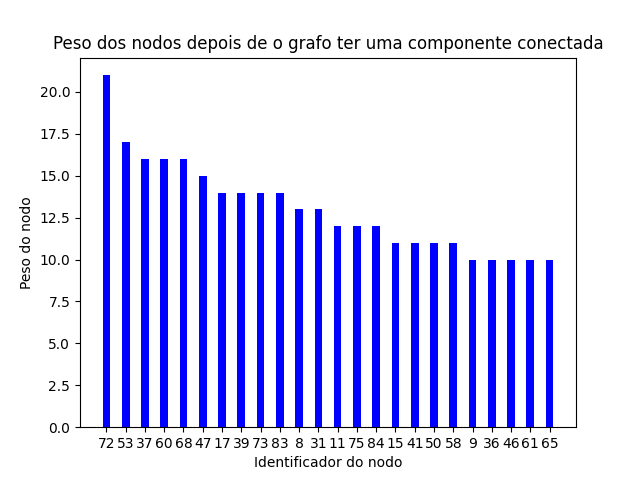 Peso dos nodos depois de o grafo ter uma componente conectada
20.0
17.5
15.0
12.5
10.0
7.5
5.0
2.5
0.0
Peso do nodo
72 53 37 60 68 47 17 39 73 83 8 31 11 75 84 15 41 50 58 9 36 46 61 65
Identificador do nodo